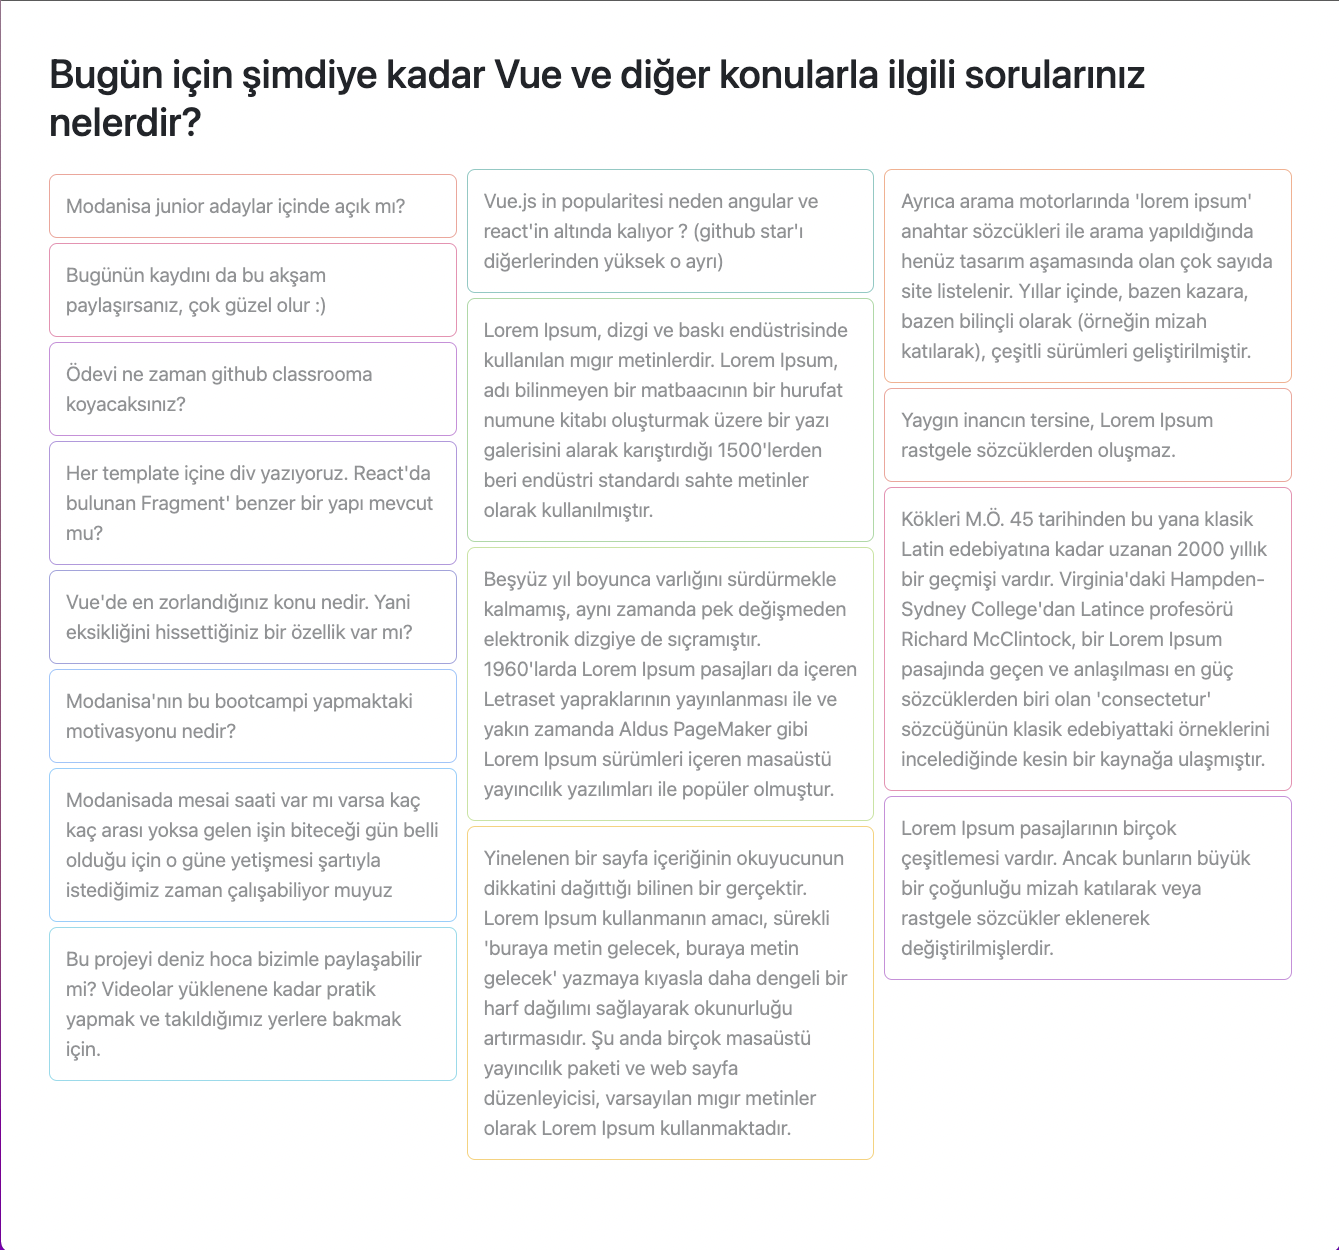 Bugün için şimdiye kadar Vue ve diğer konularla ilgili sorularınız
nelerdir?
Modanisa junior adaylar içinde açık mı?
Bugünün kaydını da bu akşam
paylaşırsanız, çok güzel olur :)
Ödevi ne zaman github classrooma
koyacaksınız?
Her template içine div yazıyoruz. React'da
bulunan Fragment' benzer bir yapı mevcut
mu?
Vue'de en zorlandığınız konu nedir. Yani
eksikliğini hissettiğiniz bir özellik var mı?
Modanisa'nın bu bootcampi yapmaktaki
motivasyonu nedir?
Modanisada mesai saati var mı varsa kaç
kaç arası yoksa gelen işin biteceği gün belli
olduğu için o güne yetişmesi şartıyla
istediğimiz zaman çalışabiliyor muyuz
Bu projeyi deniz hoca bizimle paylaşabilir
mi? Videolar yüklenene kadar pratik
yapmak ve takıldığımız yerlere bakmak
için.
Vue.js in popularitesi neden angular ve
react'in altında kalıyor ? (github star'ı
diğerlerinden yüksek o ayrı)
Lorem Ipsum, dizgi ve baskı endüstrisinde
kullanılan mıgır metinlerdir. Lorem Ipsum,
adı bilinmeyen bir matbaacının bir hurufat
numune kitabı oluşturmak üzere bir yazı
galerisini alarak karıştırdığı 1500'lerden
beri endüstri standardı sahte metinler
olarak kullanılmıştır.
Beşyüz yıl boyunca varlığını sürdürmekle
kalmamış, aynı zamanda pek değişmeden
elektronik dizgiye de sıçramıştır.
1960'larda Lorem Ipsum pasajları da içeren
Letraset yapraklarının yayınlanması ile ve
yakın zamanda Aldus PageMaker gibi
Lorem Ipsum sürümleri içeren masaüstü
yayıncılık yazılımları ile popüler olmuştur.
Yinelenen bir sayfa içeriğinin okuyucunun
dikkatini dağıttığı bilinen bir gerçektir.
Lorem Ipsum kullanmanın amacı, sürekli
'buraya metin gelecek, buraya metin
gelecek' yazmaya kıyasla daha dengeli bir
harf dağılımı sağlayarak okunurluğu
artırmasıdır. Şu anda birçok masaüstü
yayıncılık paketi ve web sayfa
düzenleyicisi, varsayılan mıgır metinler
olarak Lorem Ipsum kullanmaktadır.
Ayrıca arama motorlarında 'lorem ipsum'
anahtar sözcükleri ile arama yapıldığında
henüz tasarım aşamasında olan çok sayıda
site listelenir. Yıllar içinde, bazen kazara,
bazen bilinçli olarak (örneğin mizah
katılarak), çeşitli sürümleri geliştirilmiştir.
Yaygın inancın tersine, Lorem Ipsum
rastgele sözcüklerden oluşmaz.
Kökleri M.Ö. 45 tarihinden bu yana klasik
Latin edebiyatına kadar uzanan 2000 yıllık
bir geçmişi vardır. Virginia'daki Hampden-
Sydney College'dan Latince profesörü
Richard McClintock, bir Lorem Ipsum
pasajında geçen ve anlaşılması en güç
sözcüklerden biri olan 'consectetur'
sözcüğünün klasik edebiyattaki örneklerini
incelediğinde kesin bir kaynağa ulaşmıştır.
Lorem Ipsum pasajlarının birçok
çeşitlemesi vardır. Ancak bunların büyük
bir çoğunluğu mizah katılarak veya
rastgele sözcükler eklenerek
değiştirilmişlerdir.